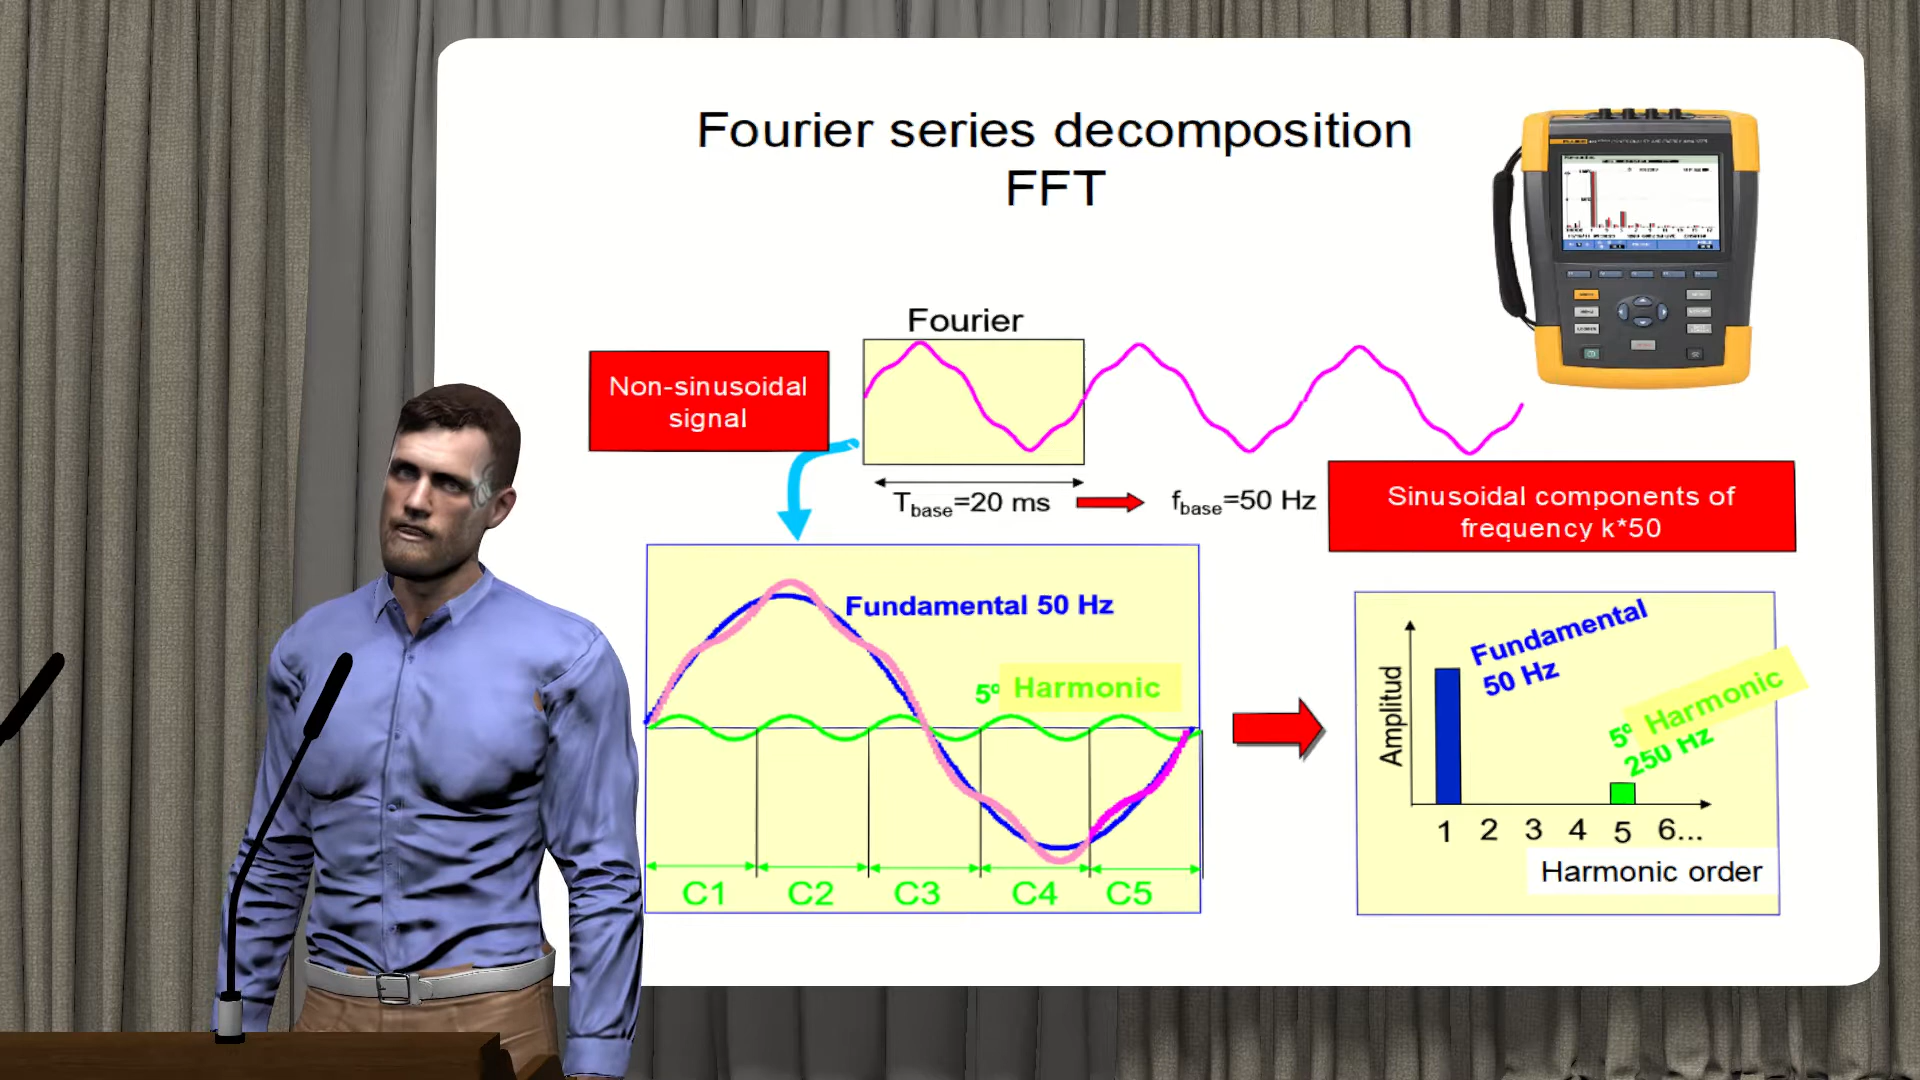 Fourier series decomposition
FFT
Fourier
Non-sinusoidal
signal
Tbase=20 ms
fbase=50 Hz
Sinusoidal components of
frequency k*50
Fundamental 50 Hz
5º Harmonic
C1 C2 C3 C4 C5
Amplitud
Fundamental
50 Hz
5º Harmonic
250 Hz
1 2 3 4 5 6...
Harmonic order